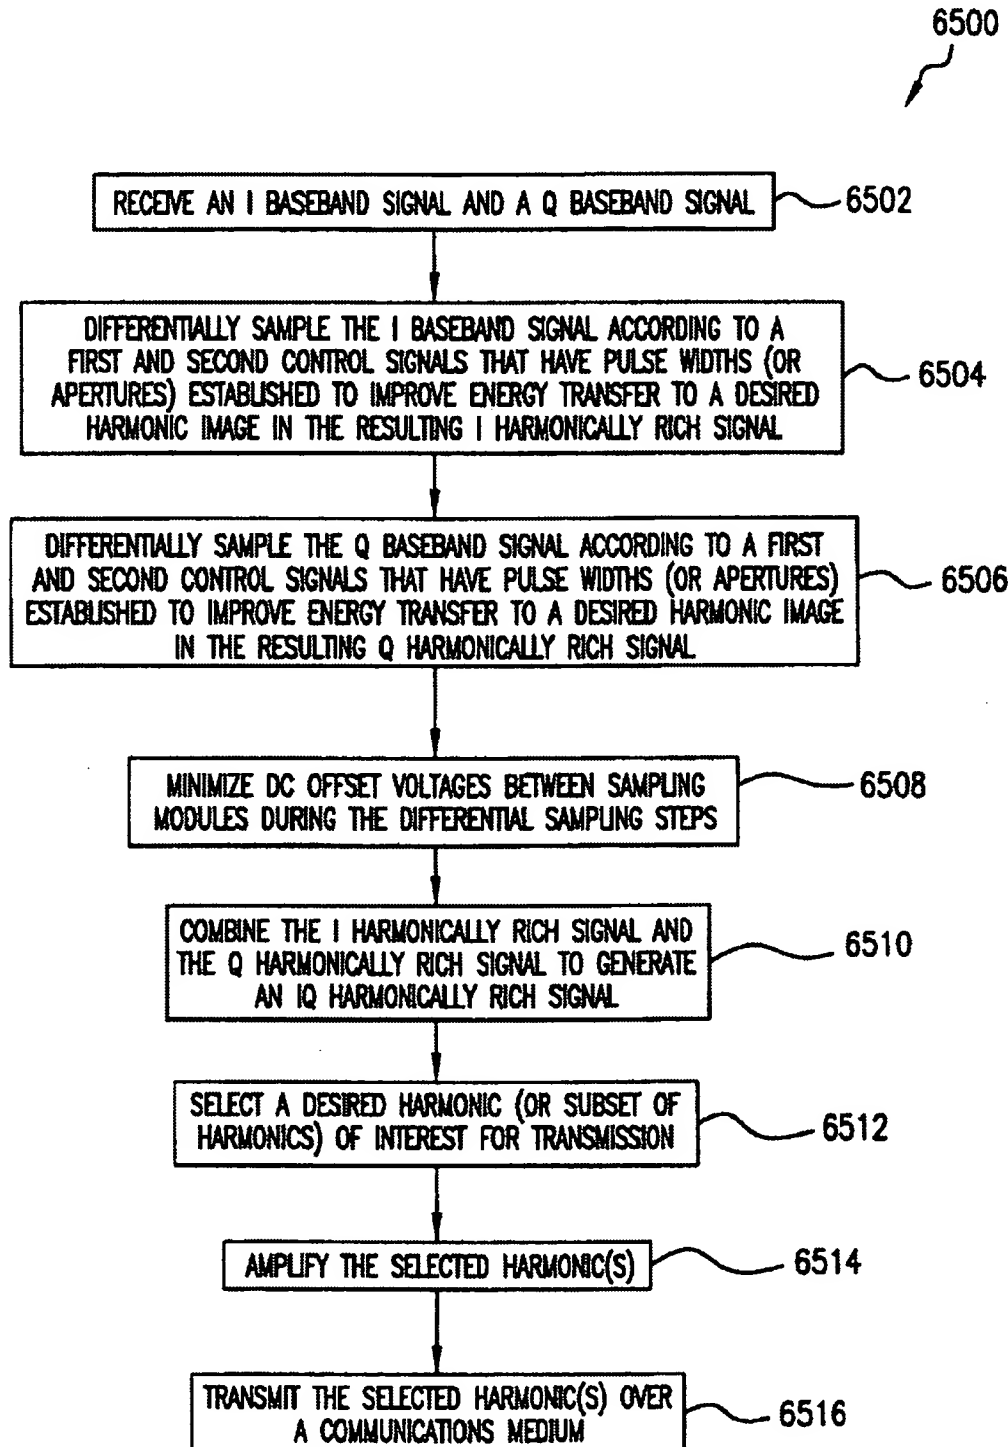 6500
RECEIVE AN I BASEBAND SIGNAL AND A Q BASEBAND SIGNAL
6502
DIFFERENTIALLY SAMPLE THE I BASEBAND SIGNAL ACCORDING TO A
FIRST AND SECOND CONTROL SIGNALS THAT HAVE PULSE WIDTHS (OR
APERTURES) ESTABLISHED TO IMPROVE ENERGY TRANSFER TO A DESIRED
HARMONIC IMAGE IN THE RESULTING I HARMONICALLY RICH SIGNAL
6504
DIFFERENTIALLY SAMPLE THE Q BASEBAND SIGNAL ACCORDING TO A FIRST
AND SECOND CONTROL SIGNALS THAT HAVE PULSE WIDTHS (OR APERTURES)
ESTABLISHED TO IMPROVE ENERGY TRANSFER TO A DESIRED HARMONIC IMAGE
IN THE RESULTING Q HARMONICALLY RICH SIGNAL
6506
MINIMIZE DC OFFSET VOLTAGES BETWEEN SAMPLING
MODULES DURING THE DIFFERENTIAL SAMPLING STEPS
6508
COMBINE THE I HARMONICALLY RICH SIGNAL AND
THE Q HARMONICALLY RICH SIGNAL TO GENERATE
AN IQ HARMONICALLY RICH SIGNAL
6510
SELECT A DESIRED HARMONIC (OR SUBSET OF
HARMONICS) OF INTEREST FOR TRANSMISSION
6512
AMPLIFY THE SELECTED HARMONIC(S)
6514
TRANSMIT THE SELECTED HARMONIC(S) OVER
A COMMUNICATIONS MEDIUM
6516